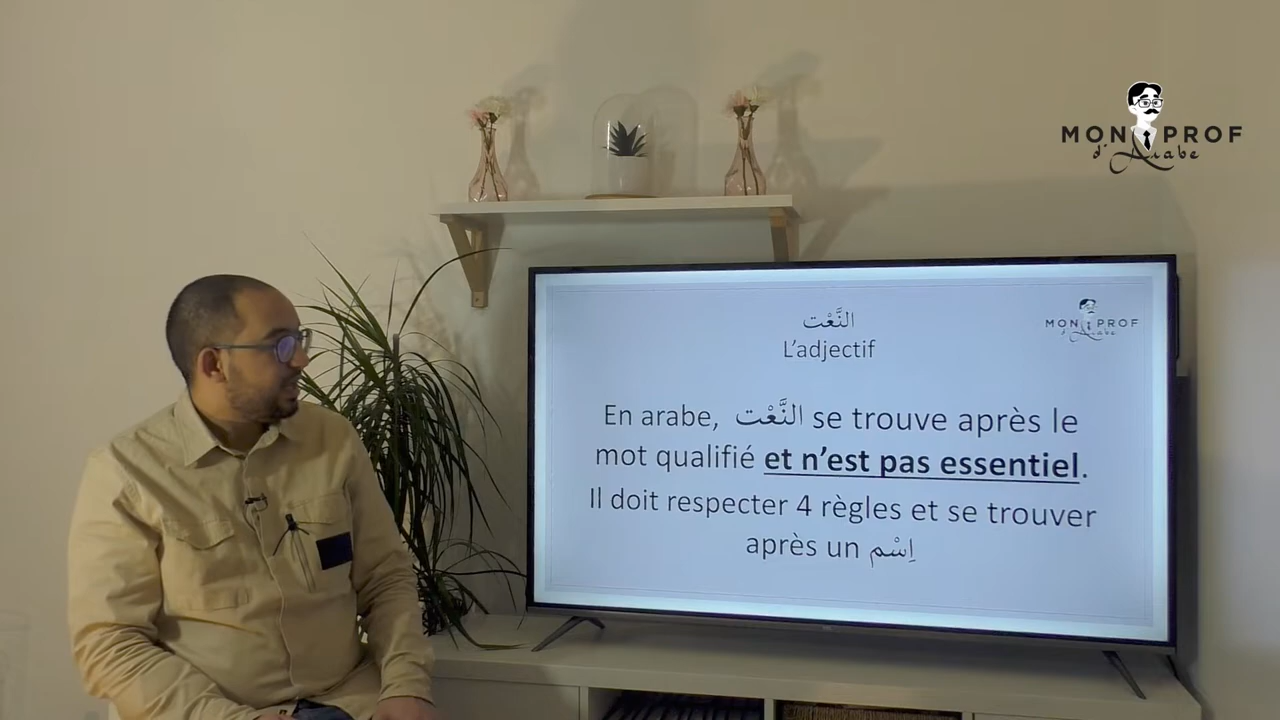 MON PROF
d'Arabe
النَّعْت
L'adjectif
MON PROF
d'Arabe
En arabe, النَّعْت se trouve après le
mot qualifié et n'est pas essentiel.
Il doit respecter 4 règles et se trouver
après un اِسْم